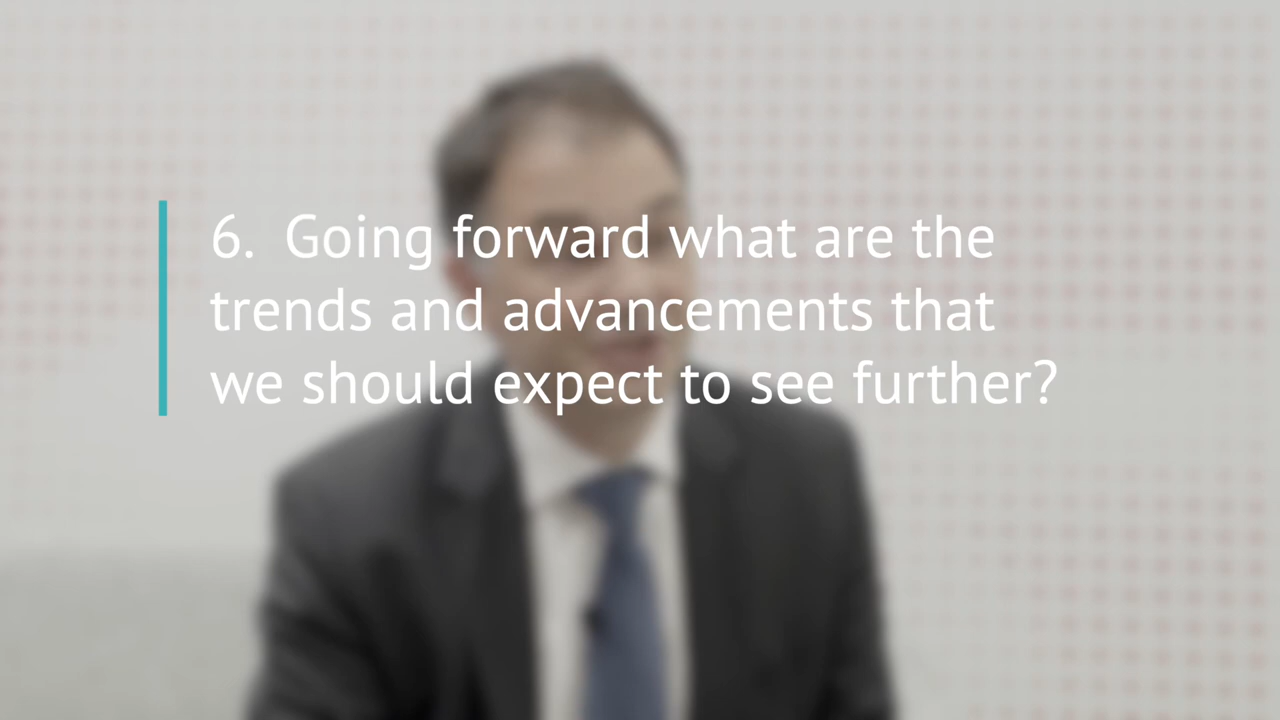 6. Going forward what are the
trends and advancements that
we should expect to see further?